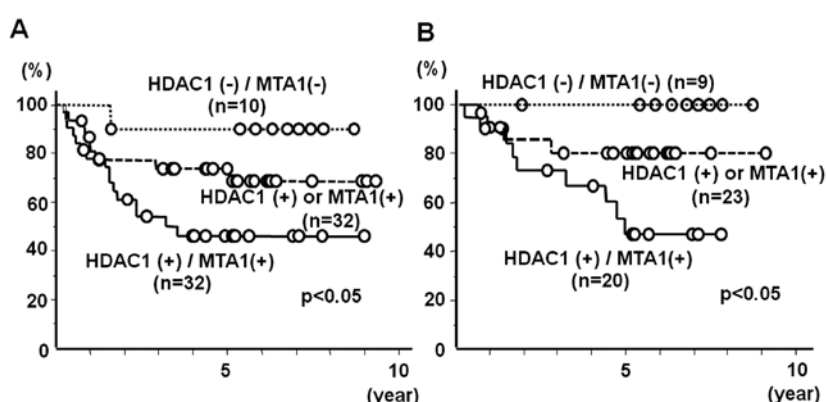 A
(%)
100
80
60
40
20
0
HDAC1 (-) / MTA1(-)
(n=10)
HDAC1 (+) or MTA1(+)
(n=32)
HDAC1 (+) / MTA1(+)
(n=32)
p<0.05
5
10
(year)
B
(%)
100
80
60
40
20
0
HDAC1 (-) / MTA1(-) (n=9)
HDAC1 (+) or MTA1(+)
(n=23)
HDAC1 (+) / MTA1(+)
(n=20)
p<0.05
5
10
(year)